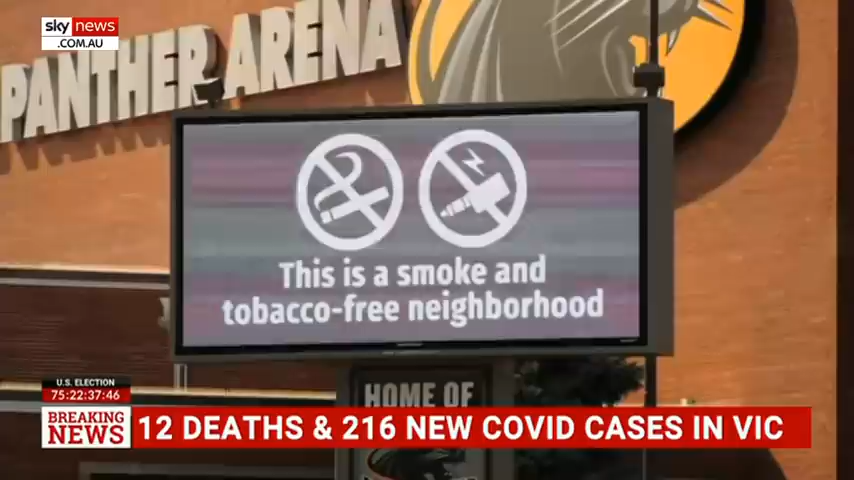 sky news
.COM.AU
PANTHER ARENA
This is a smoke and
tobacco-free neighborhood
HOME OF
U.S. ELECTION
75:22:37:46
BREAKING
NEWS
12 DEATHS & 216 NEW COVID CASES IN VIC